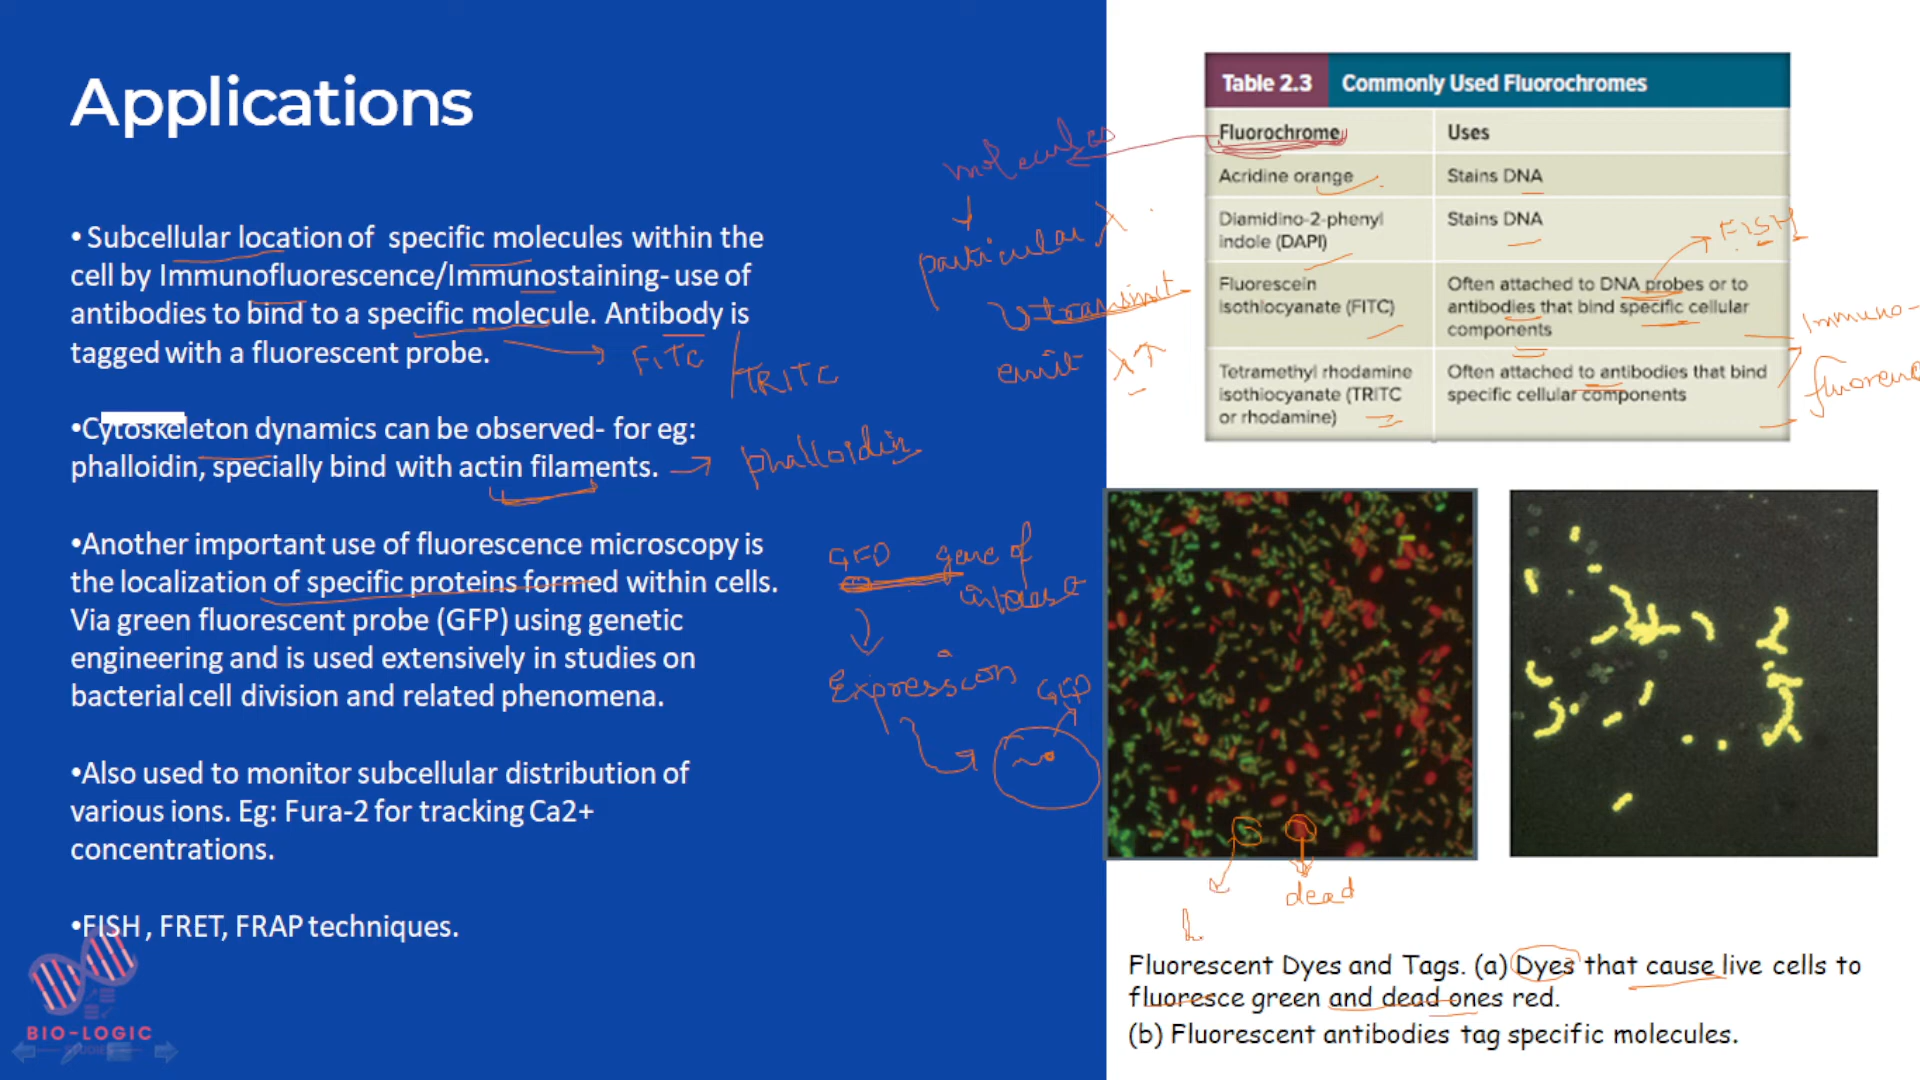 Applications
• Subcellular location of specific molecules within the
cell by Immunofluorescence/Immunostaining- use of
antibodies to bind to a specific molecule. Antibody is
tagged with a fluorescent probe.
FITC / TRITC
•Cytoskeleton dynamics can be observed- for eg:
phalloidin, specially bind with actin filaments.
phalloidin
•Another important use of fluorescence microscopy is
the localization of specific proteins formed within cells.
Via green fluorescent probe (GFP) using genetic
engineering and is used extensively in studies on
bacterial cell division and related phenomena.
•Also used to monitor subcellular distribution of
various ions. Eg: Fura-2 for tracking Ca2+
concentrations.
•FISH , FRET, FRAP techniques.
BIO-LOGIC
STUDIES
molecules
particular λ
transmit
emit λ↑
GFP gene of
interest
Expression
GFP
Table 2.3 Commonly Used Fluorochromes
Fluorochrome Uses
Acridine orange Stains DNA
Diamidino-2-phenyl
indole (DAPI)
Stains DNA
FISH
Fluorescein
isothiocyanate (FITC)
Often attached to DNA probes or to
antibodies that bind specific cellular
components
Immuno-
Tetramethyl rhodamine
isothiocyanate (TRITC
or rhodamine)
Often attached to antibodies that bind
specific cellular components
dead
Fluorescent Dyes and Tags. (a) Dyes that cause live cells to
fluoresce green and dead ones red.
(b) Fluorescent antibodies tag specific molecules.